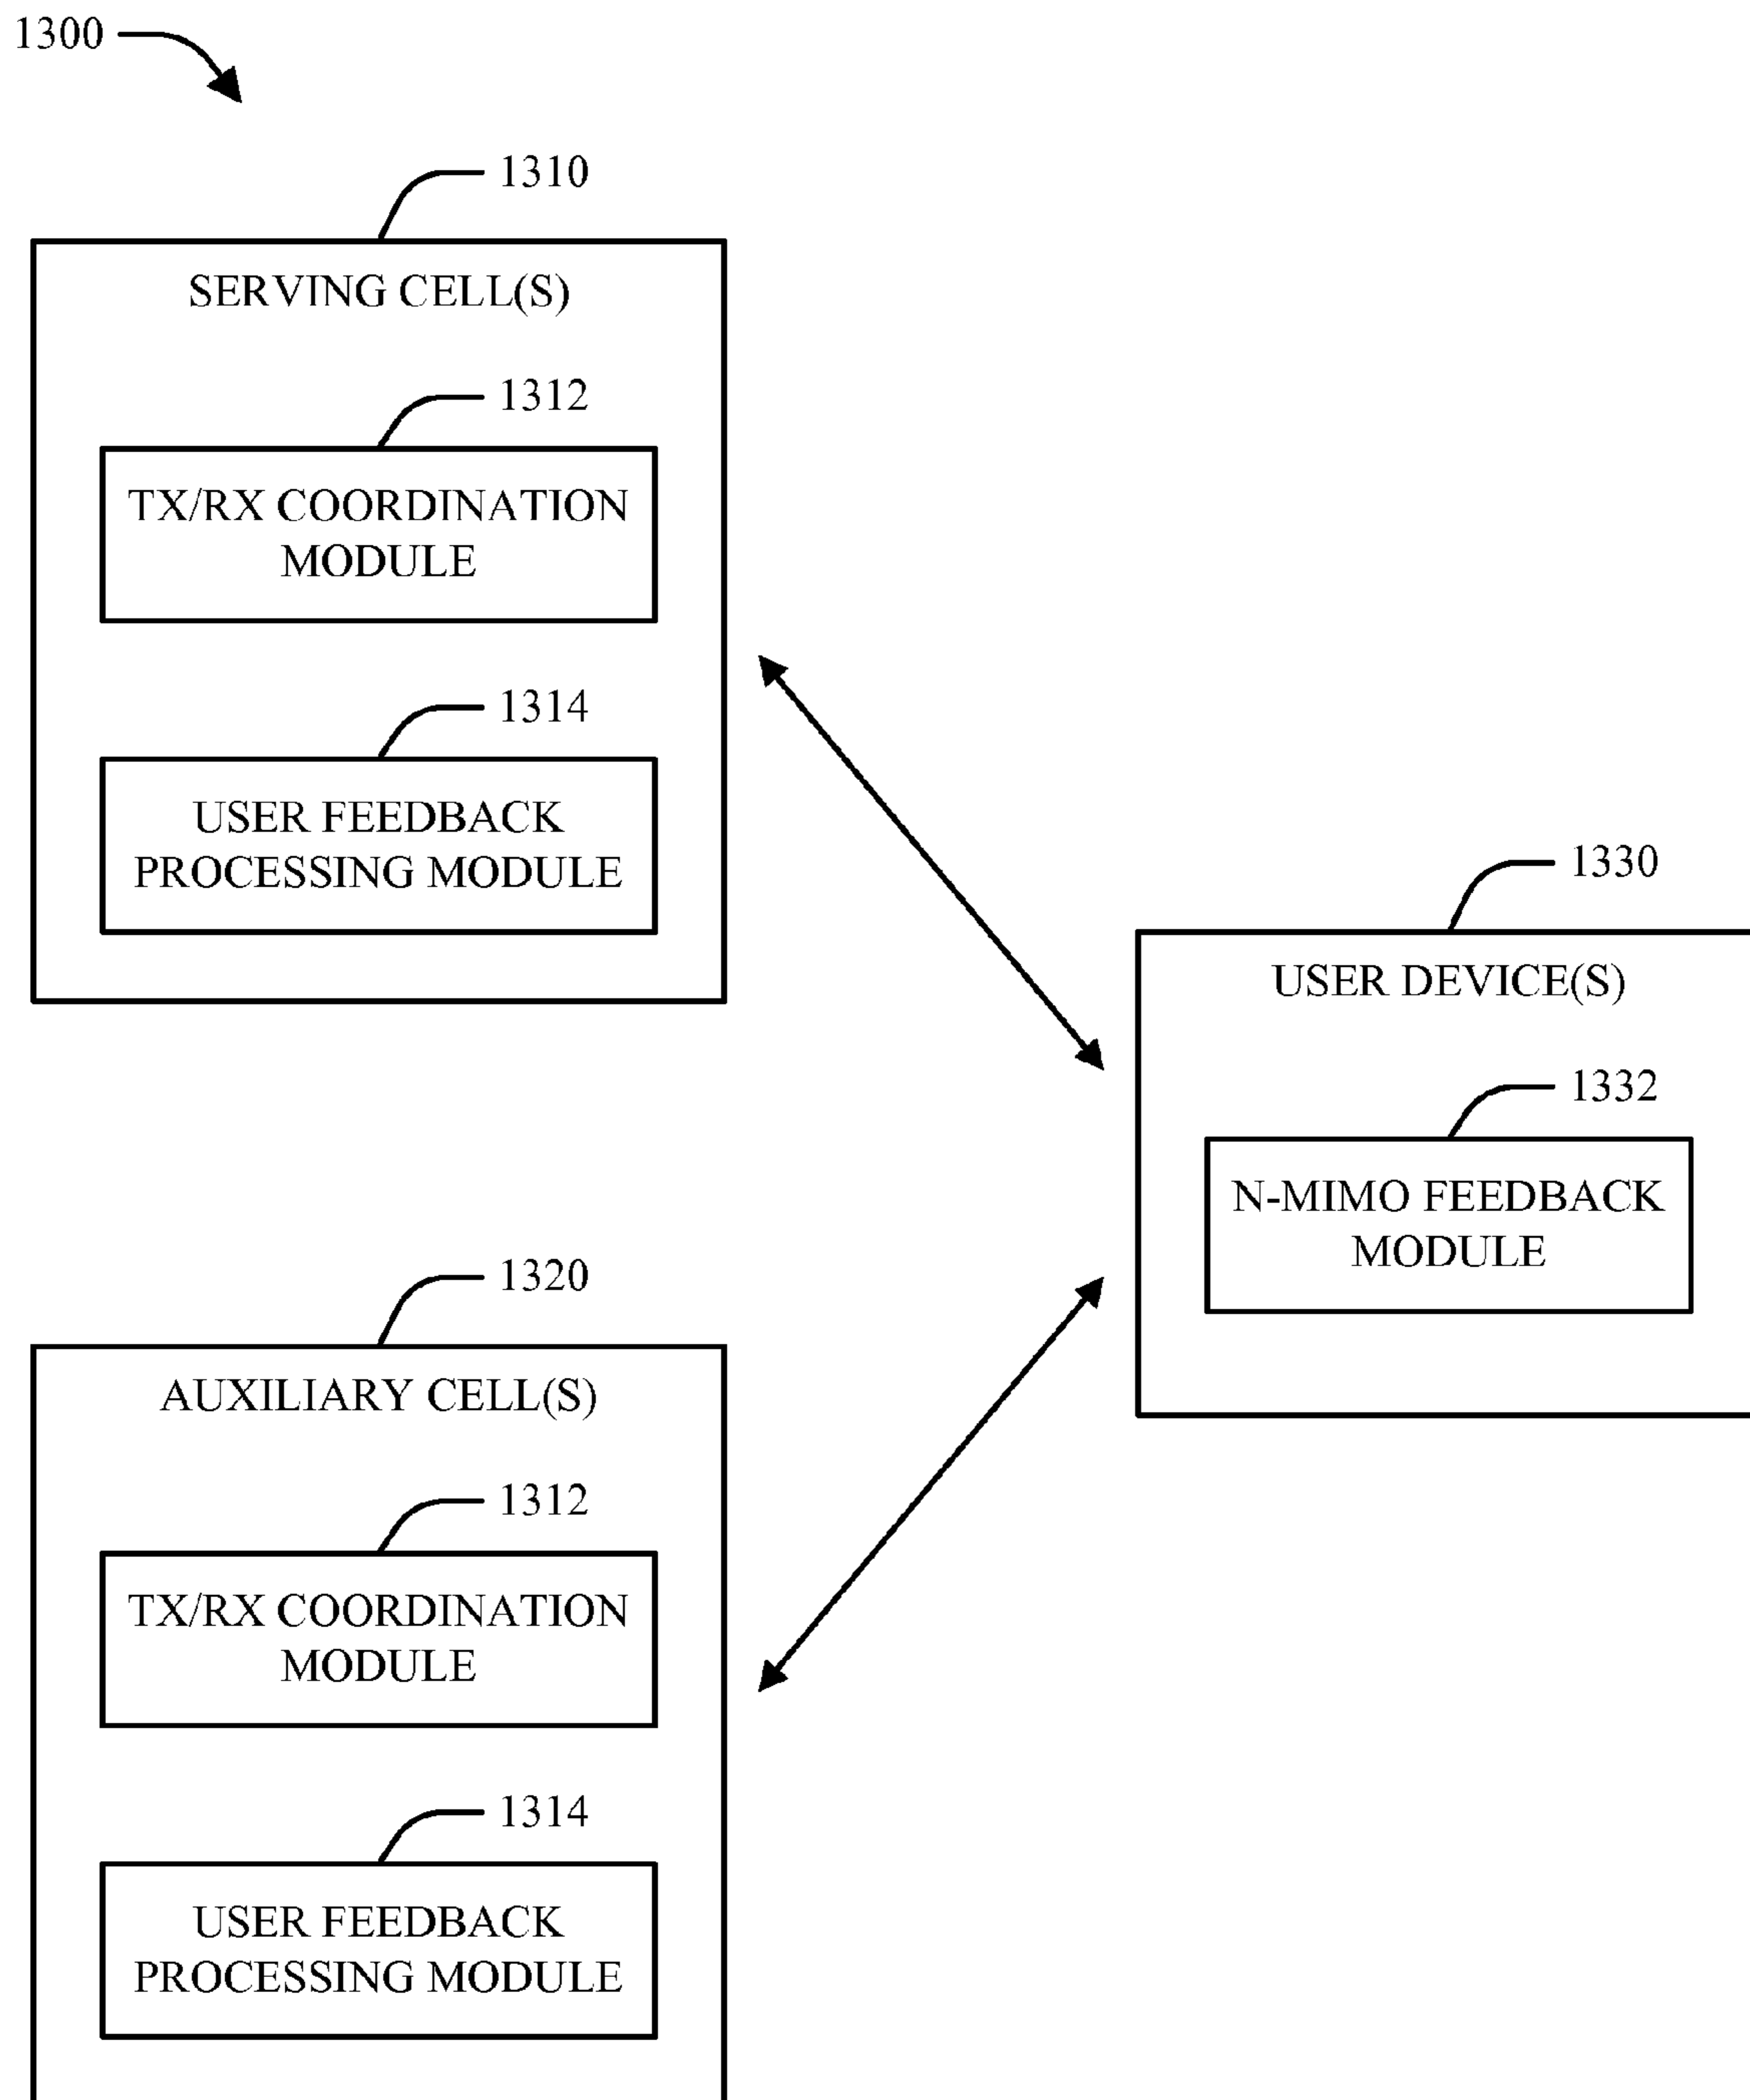 1300
1310
SERVING CELL(S)
1312
TX/RX COORDINATION
MODULE
1314
USER FEEDBACK
PROCESSING MODULE
1330
USER DEVICE(S)
1332
N-MIMO FEEDBACK
MODULE
1320
AUXILIARY CELL(S)
1312
TX/RX COORDINATION
MODULE
1314
USER FEEDBACK
PROCESSING MODULE